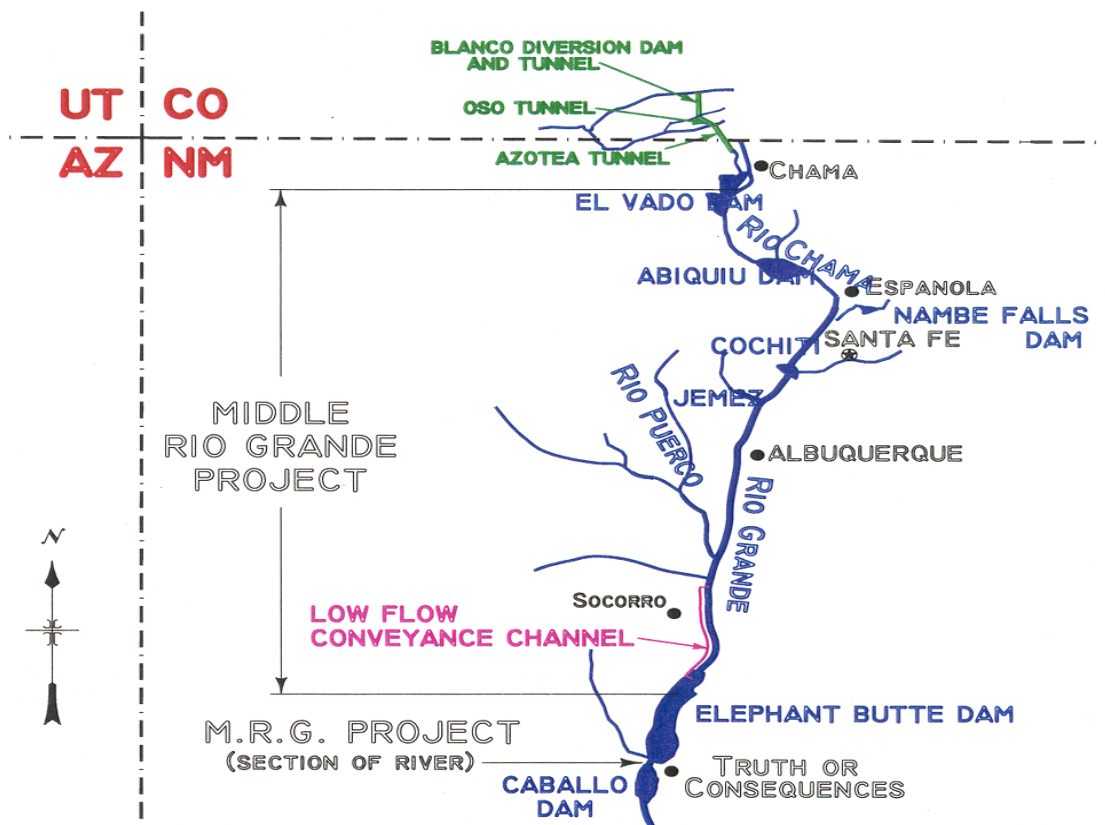 BLANCO DIVERSION DAM
AND TUNNEL
UT CO
OSO TUNNEL
AZ NM
AZOTEA TUNNEL
CHAMA
EL VADO DAM
RIO CHAMA
ABIQUIU DAM
ESPANOLA
NAMBE FALLS
DAM
SANTA FE
COCHITI
RIO PUERCO
JEMEZ
MIDDLE
RIO GRANDE
PROJECT
ALBUQUERQUE
RIO GRANDE
N
SOCORRO
LOW FLOW
CONVEYANCE CHANNEL
ELEPHANT BUTTE DAM
M.R.G. PROJECT
(SECTION OF RIVER)
TRUTH OR
CONSEQUENCES
CABALLO
DAM